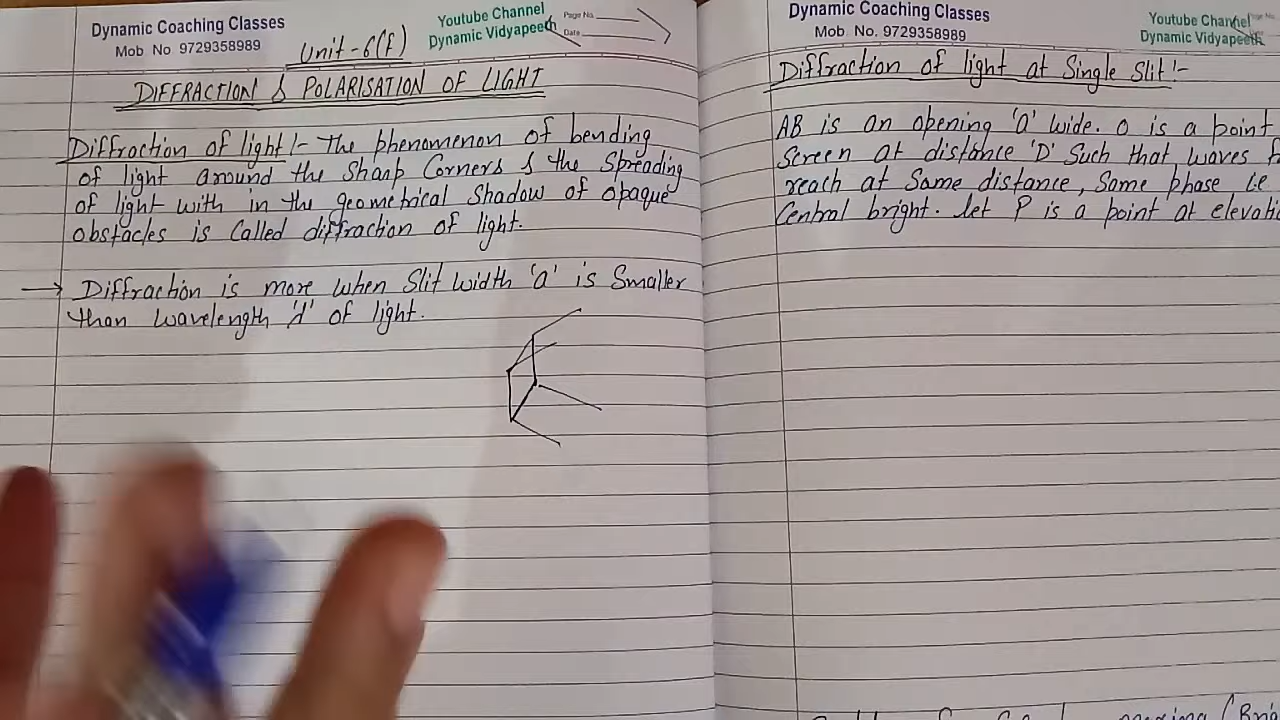 Dynamic Coaching Classes
Mob No 9729358989
Youtube Channel
Dynamic Vidyapeeth
Page No.
Date
Unit-6(F)
DIFFRACTION & POLARISATION OF LIGHT
Diffraction of light!- The phenomenon of bending
of light around the sharp Corners & the Spreading
of light with in the geometrical Shadow of opaque
obstacles is called diffraction of light.
→ Diffraction is more when Slit width 'a' is Smaller
than wavelength 'λ' of light.
Dynamic Coaching Classes
Mob. No. 9729358989
Youtube Channel
Dynamic Vidyapeeth
Diffraction of light at Single Slit!-
AB is an opening 'a' wide. O is a point
Screen at distance 'D' Such that, waves
reach at Same distance, Same phase i.e
Central bright. let P is a point at